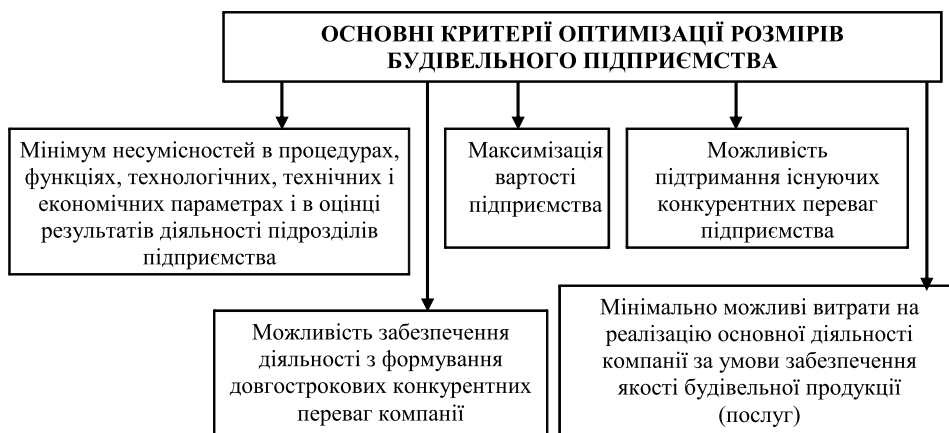 ОСНОВНІ КРИТЕРІЇ ОПТИМІЗАЦІЇ РОЗМІРІВ
БУДІВЕЛЬНОГО ПІДПРИЄМСТВА
Мінімум несумісностей в процедурах,
функціях, технологічних, технічних і
економічних параметрах і в оцінці
результатів діяльності підрозділів
підприємства
Максимізація
вартості
підприємства
Можливість
підтримання існуючих
конкурентних переваг
підприємства
Можливість забезпечення
діяльності з формування
довгострокових конкурентних
переваг компанії
Мінімально можливі витрати на
реалізацію основної діяльності
компанії за умови забезпечення
якості будівельної продукції
(послуг)